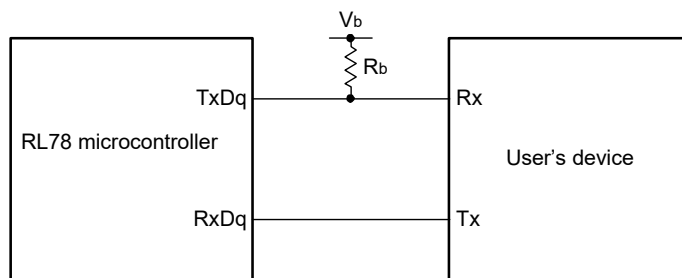 Vb
Rb
TxDq
Rx
RL78 microcontroller
User’s device
RxDq
Tx